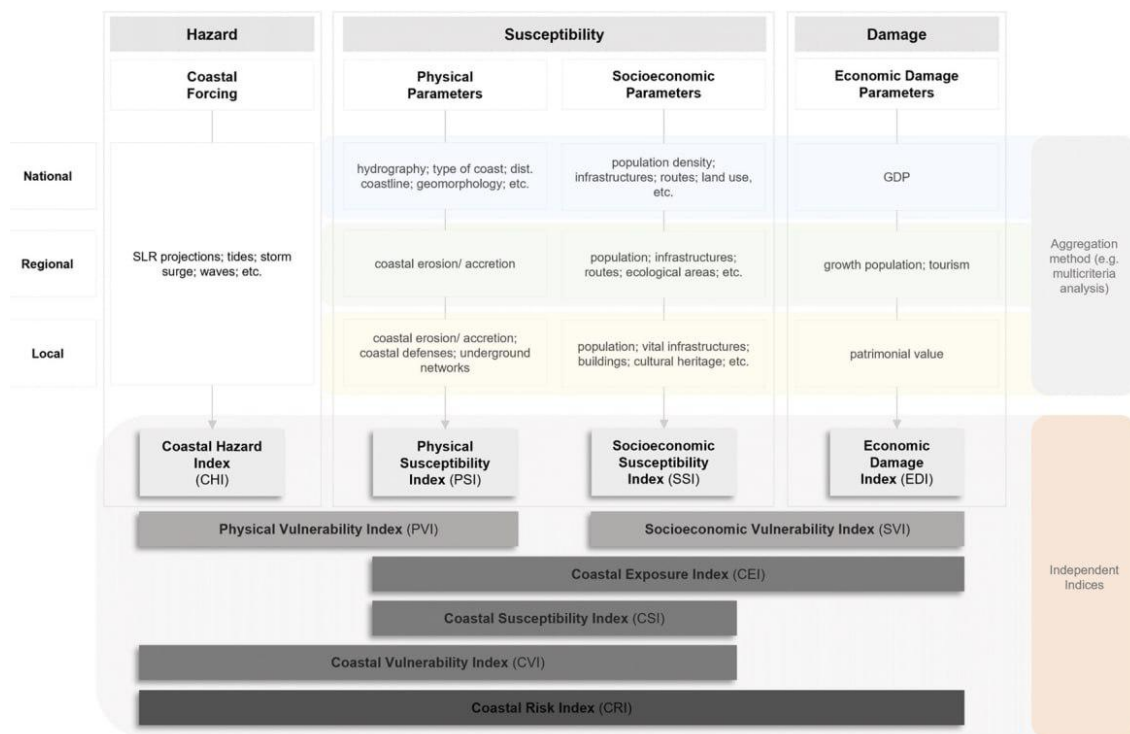 Hazard
Susceptibility
Damage
Coastal
Forcing
Physical
Parameters
Socioeconomic
Parameters
Economic Damage
Parameters
National
hydrography; type of coast; dist.
coastline; geomorphology; etc.
population density;
infrastructures; routes; land use,
etc.
GDP
Regional
SLR projections; tides; storm
surge; waves; etc.
coastal erosion/ accretion
population; infrastructures;
routes; ecological areas; etc.
growth population; tourism
Aggregation
method (e.g.
multicriteria
analysis)
Local
coastal erosion/ accretion;
coastal defenses; underground
networks
population; vital infrastructures;
buildings; cultural heritage; etc.
patrimonial value
Coastal Hazard
Index
(CHI)
Physical
Susceptibility
Index (PSI)
Socioeconomic
Susceptibility
Index (SSI)
Economic
Damage
Index (EDI)
Physical Vulnerability Index (PVI)
Socioeconomic Vulnerability Index (SVI)
Coastal Exposure Index (CEI)
Independent
Indices
Coastal Susceptibility Index (CSI)
Coastal Vulnerability Index (CVI)
Coastal Risk Index (CRI)